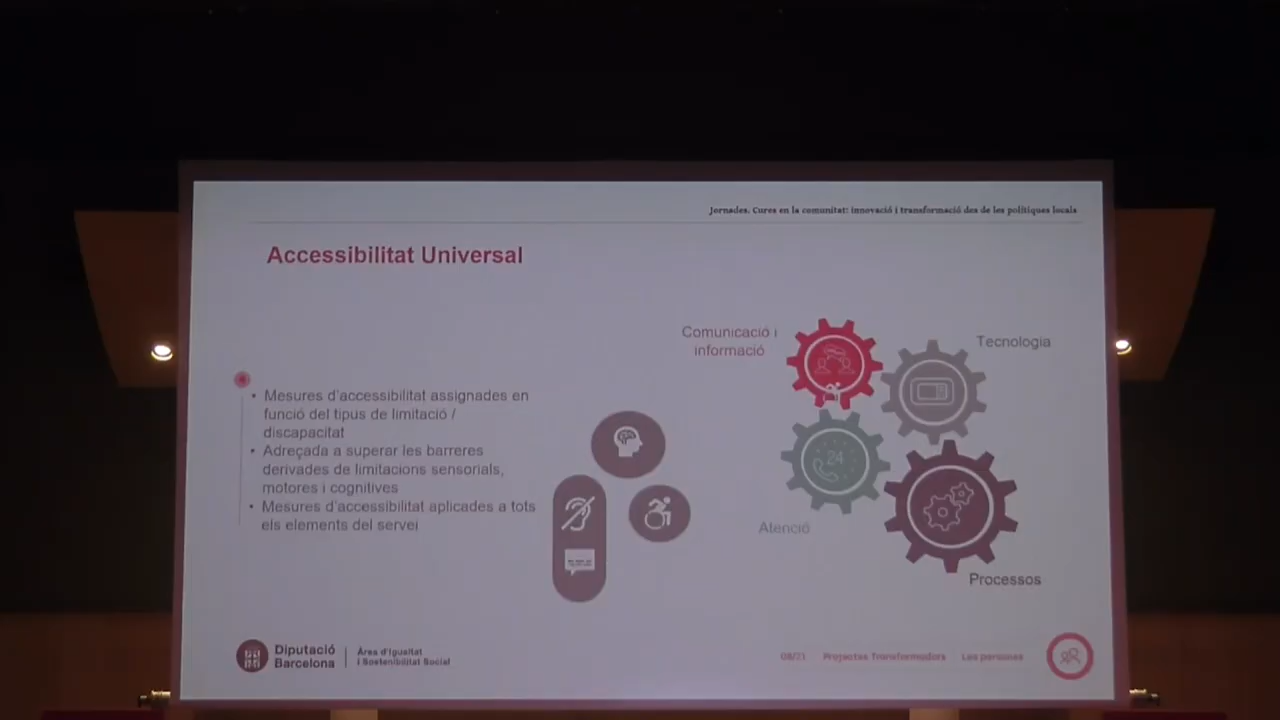 Jornades. Cures en la comunitat: innovació i transformació des de les polítiques locals
Accessibilitat Universal
• Mesures d'accessibilitat assignades en
funció del tipus de limitació /
discapacitat
• Adreçada a superar les barreres
derivades de limitacions sensorials,
motores i cognitives
• Mesures d'accessibilitat aplicades a tots
els elements del servei
Comunicació i
informació
Tecnologia
24
Atenció
Processos
Diputació
Barcelona
Àrea d'Igualtat
i Sostenibilitat Social
08/21 Projectes Transformadors Les persones